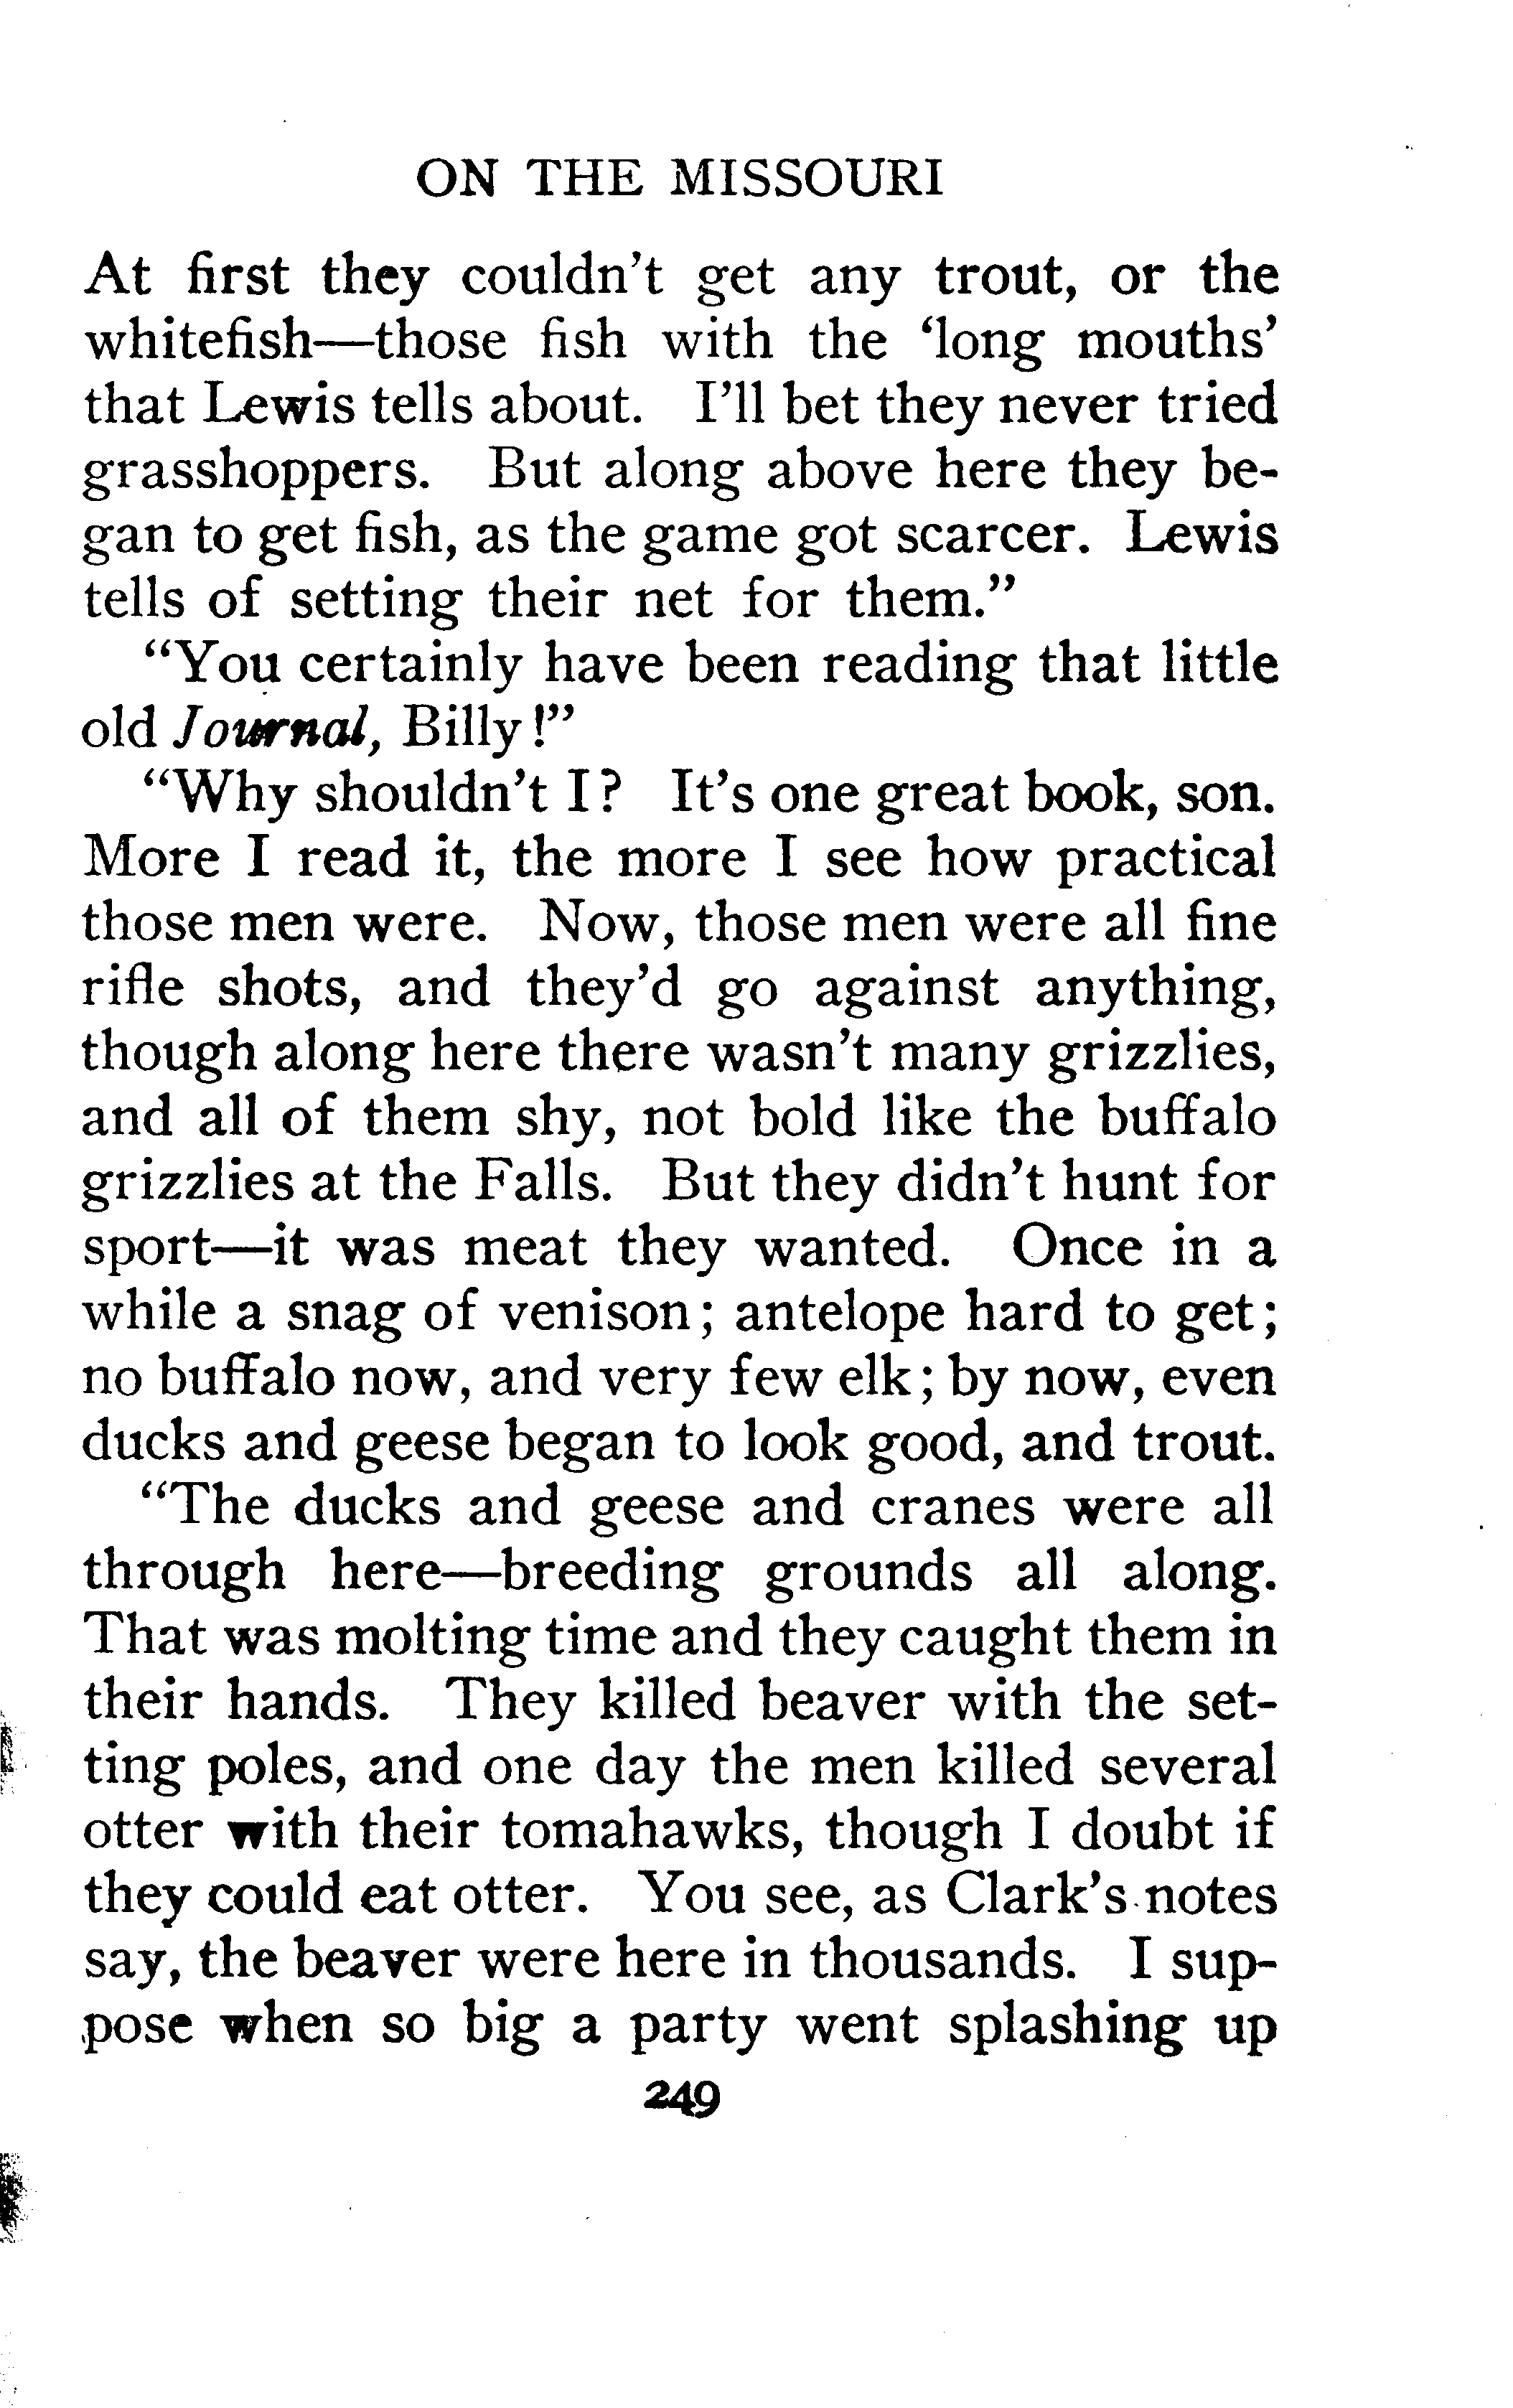 ON THE MISSOURI
At first they couldn't get any trout, or the
whitefish—those fish with the 'long mouths'
that Lewis tells about. I'll bet they never tried
grasshoppers. But along above here they be-
gan to get fish, as the game got scarcer. Lewis
tells of setting their net for them."
"You certainly have been reading that little
old Journal, Billy!"
"Why shouldn't I? It's one great book, son.
More I read it, the more I see how practical
those men were. Now, those men were all fine
rifle shots, and they'd go against anything,
though along here there wasn't many grizzlies,
and all of them shy, not bold like the buffalo
grizzlies at the Falls. But they didn't hunt for
sport—it was meat they wanted. Once in a
while a snag of venison; antelope hard to get;
no buffalo now, and very few elk; by now, even
ducks and geese began to look good, and trout.
"The ducks and geese and cranes were all
through here—breeding grounds all along.
That was molting time and they caught them in
their hands. They killed beaver with the set-
ting poles, and one day the men killed several
otter with their tomahawks, though I doubt if
they could eat otter. You see, as Clark's notes
say, the beaver were here in thousands. I sup-
pose when so big a party went splashing up
249